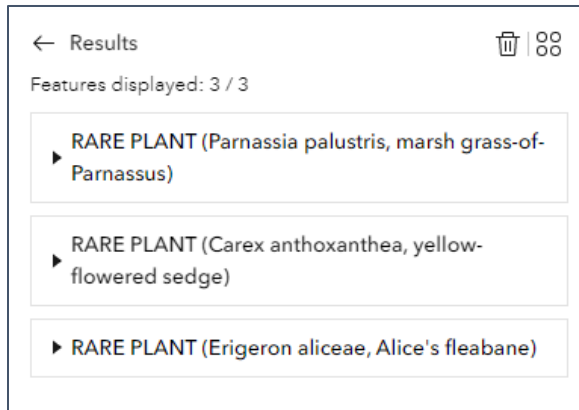 Results
Features displayed: 3 / 3
RARE PLANT (Parnassia palustris, marsh grass-of-
Parnassus)
RARE PLANT (Carex anthoxanthea, yellow-
flowered sedge)
RARE PLANT (Erigeron aliceae, Alice's fleabane)